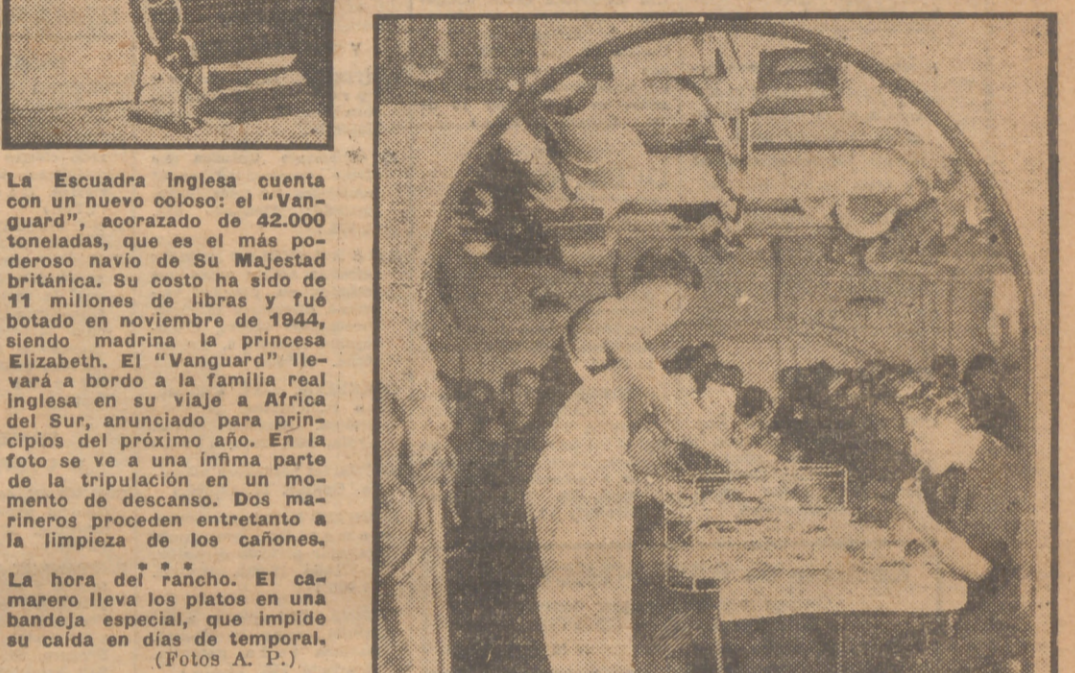 La Escuadra inglesa cuenta
con un nuevo coloso: el "Van-
guard", acorazado de 42.000
toneladas, que es el más po-
deroso navío de Su Majestad
británica. Su costo ha sido de
11 millones de libras y fué
botado en noviembre de 1944,
siendo madrina la princesa
Elizabeth. El "Vanguard" lle-
vará a bordo a la familia real
inglesa en su viaje a Africa
del Sur, anunciado para prin-
cipios del próximo año. En la
foto se ve a una ínfima parte
de la tripulación en un mo-
mento de descanso. Dos ma-
rineros proceden entretanto a
la limpieza de los cañones.
* * *
La hora del rancho. El ca-
marero lleva los platos en una
bandeja especial, que impide
su caída en días de temporal.
(Fotos A. P.)